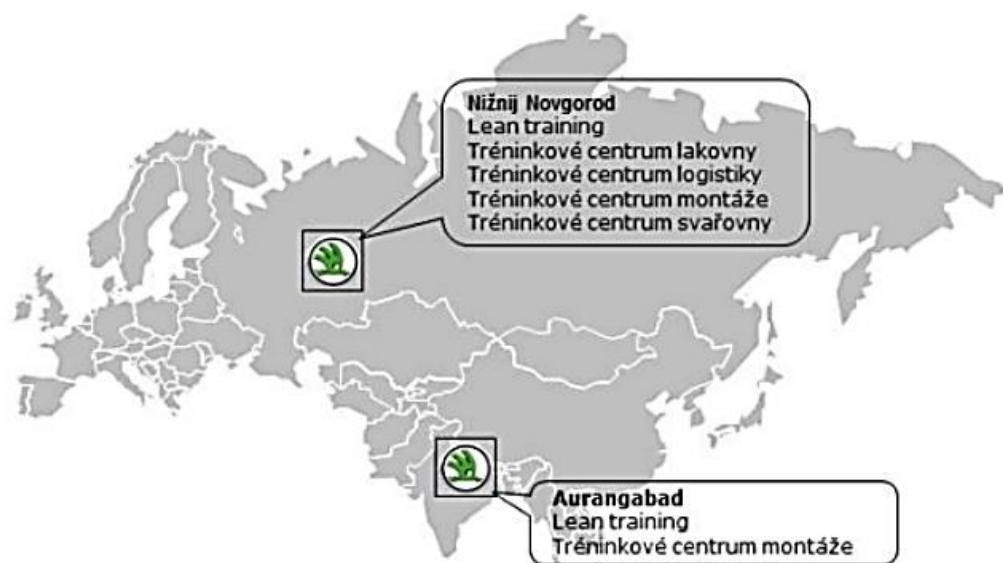 Nižnij Novgorod
Lean training
Tréninkové centrum lakovny
Tréninkové centrum logistiky
Tréninkové centrum montáže
Tréninkové centrum svařovny
Aurangabad
Lean training
Tréninkové centrum montáže